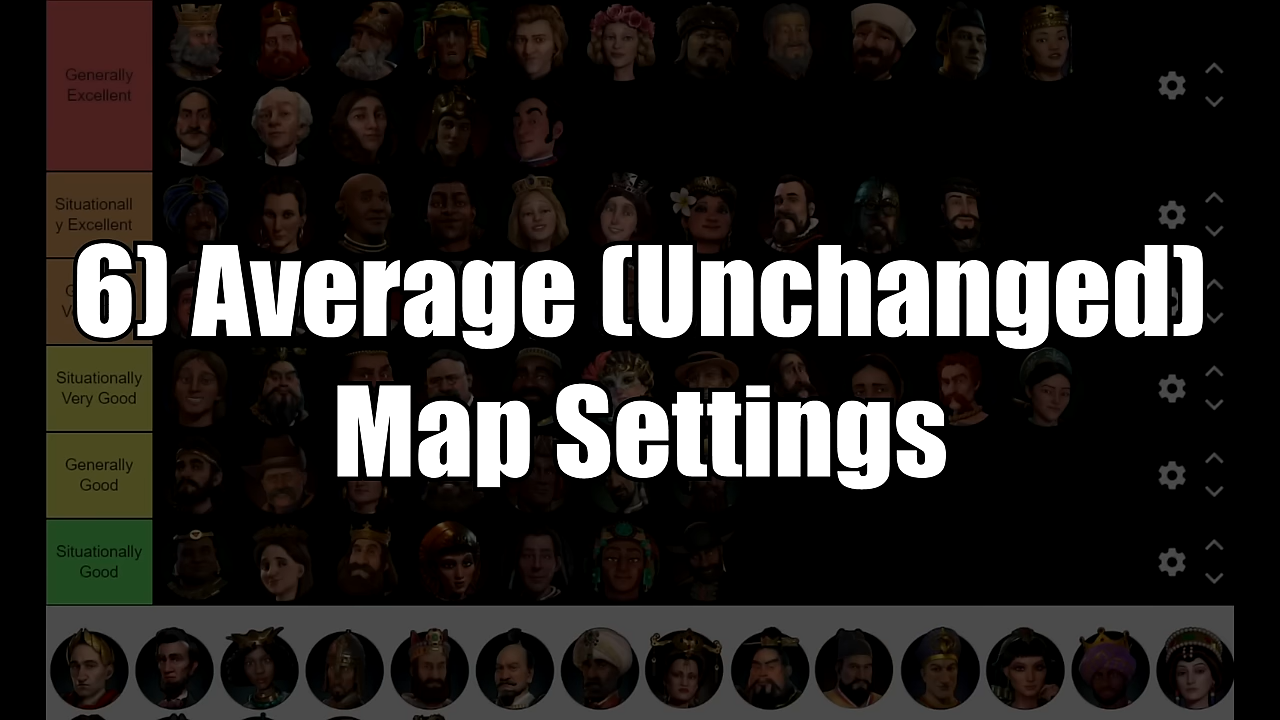 Generally
Excellent
Situationall
y Excellent
6) Average (Unchanged)
Map Settings
Situationally
Very Good
Generally
Good
Situationally
Good